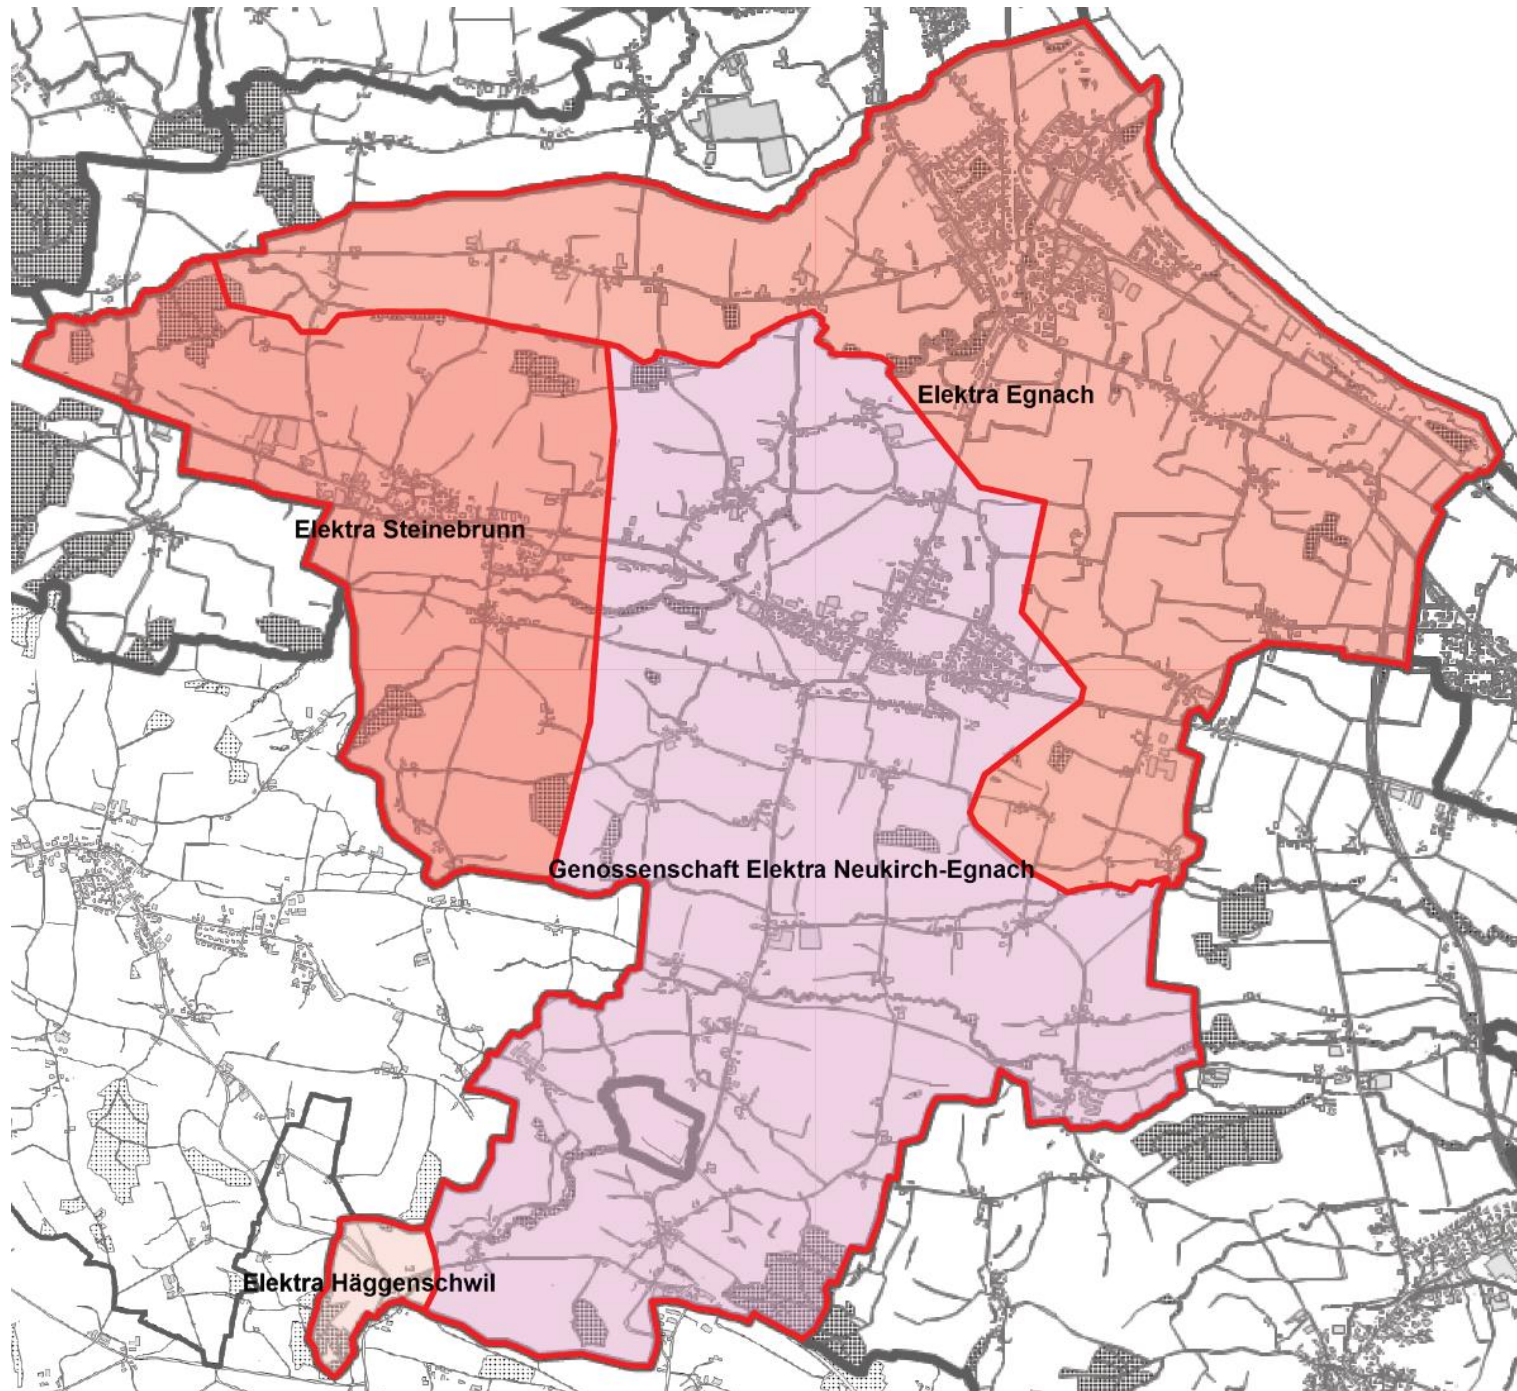 Elektra Egnach
Elektra Steinebrunn
Genossenschaft Elektra Neukirch-Egnach
Elektra Häggenschwil